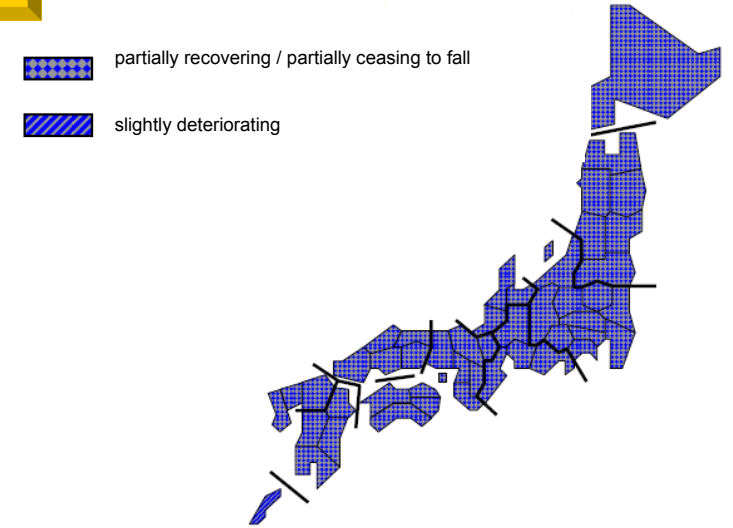 partially recovering / partially ceasing to fall
slightly deteriorating